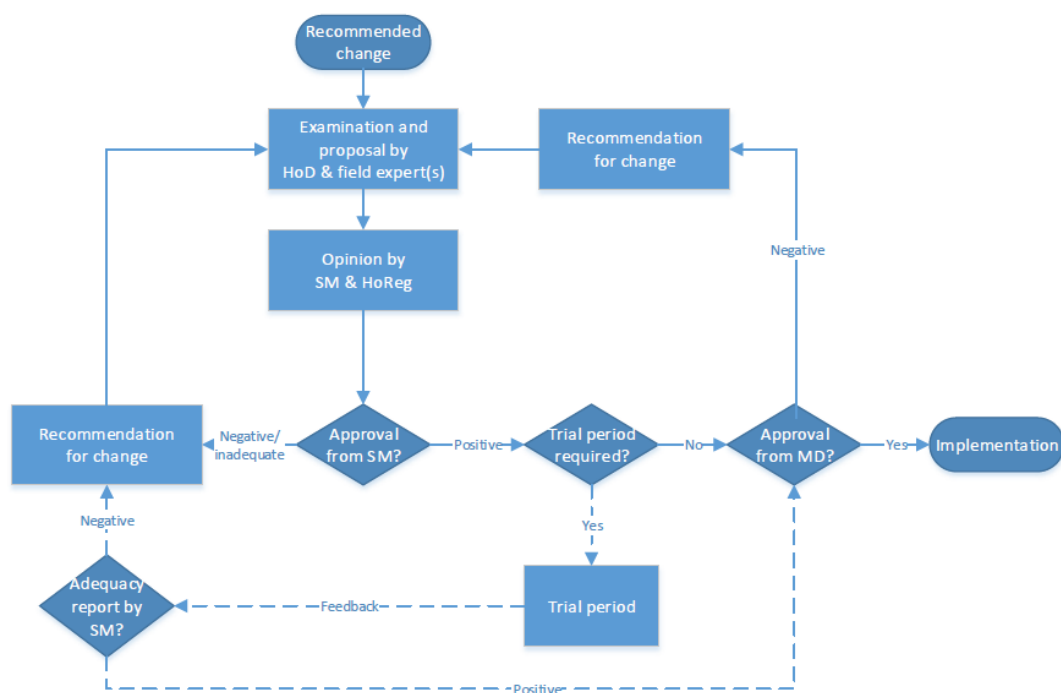 Recommended
change
Examination and
proposal by
HoD & field expert(s)
Recommendation
for change
Opinion by
SM & HoReg
Negative
Recommendation
for change
Negative/
inadequate
Approval
from SM?
Positive
Trial period
required?
No
Approval
from MD?
Yes
Implementation
Negative
Yes
Adequacy
report by
SM?
Feedback
Trial period
Positive